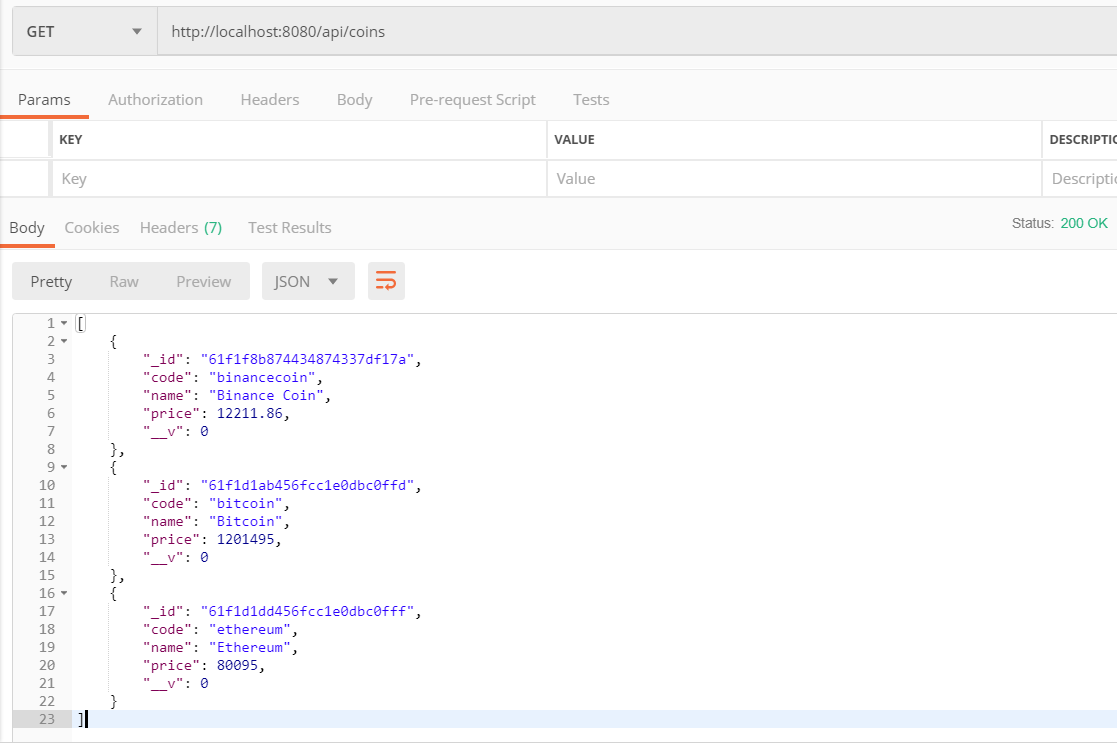 GET http://localhost:8080/api/coins
Params Authorization Headers Body Pre-request Script Tests
KEY VALUE DESCRIPTIO
Key Value Descriptio
Body Cookies Headers (7) Test Results Status: 200 OK
Pretty Raw Preview JSON
1 [
2 {
3 "_id": "61f1f8b874434874337df17a",
4 "code": "binancecoin",
5 "name": "Binance Coin",
6 "price": 12211.86,
7 "__v": 0
8 },
9 {
10 "_id": "61f1d1ab456fcc1e0dbc0ffd",
11 "code": "bitcoin",
12 "name": "Bitcoin",
13 "price": 1201495,
14 "__v": 0
15 },
16 {
17 "_id": "61f1d1dd456fcc1e0dbc0fff",
18 "code": "ethereum",
19 "name": "Ethereum",
20 "price": 80095,
21 "__v": 0
22 }
23 ]